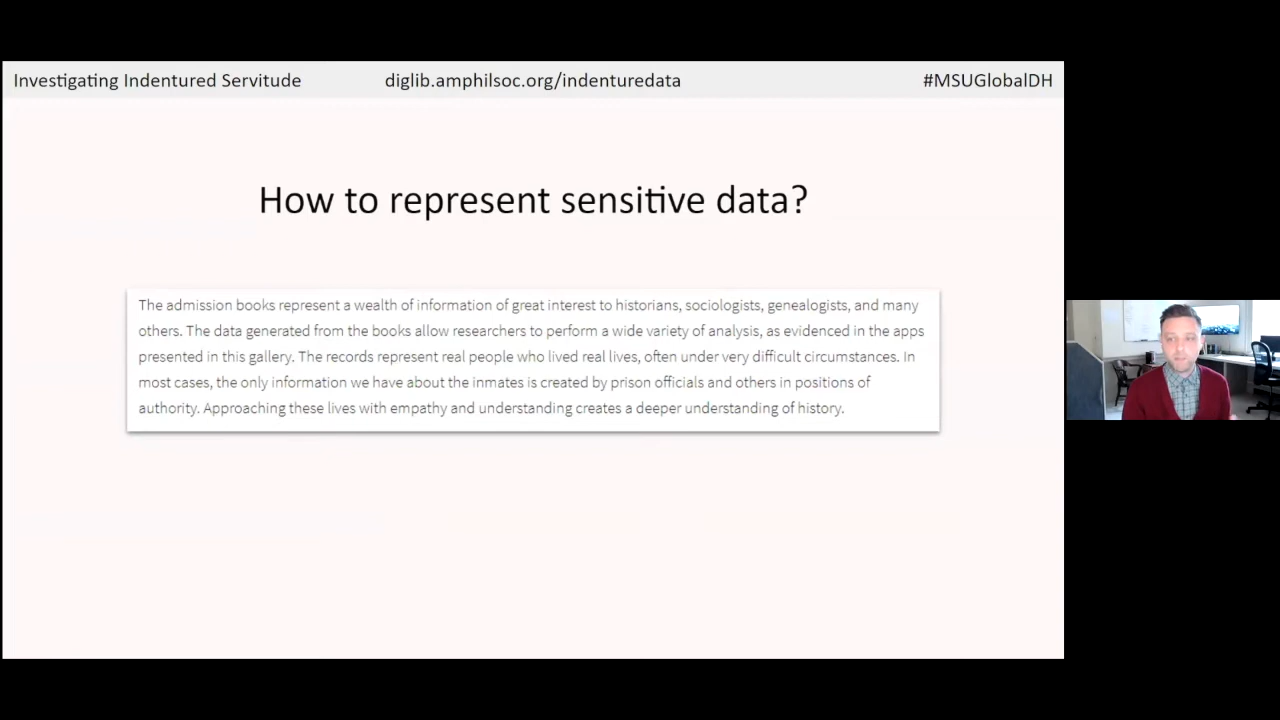 Investigating Indentured Servitude diglib.amphilsoc.org/indenturedata #MSUGlobalDH
How to represent sensitive data?
The admission books represent a wealth of information of great interest to historians, sociologists, genealogists, and many
others. The data generated from the books allow researchers to perform a wide variety of analysis, as evidenced in the apps
presented in this gallery. The records represent real people who lived real lives, often under very difficult circumstances. In
most cases, the only information we have about the inmates is created by prison officials and others in positions of
authority. Approaching these lives with empathy and understanding creates a deeper understanding of history.